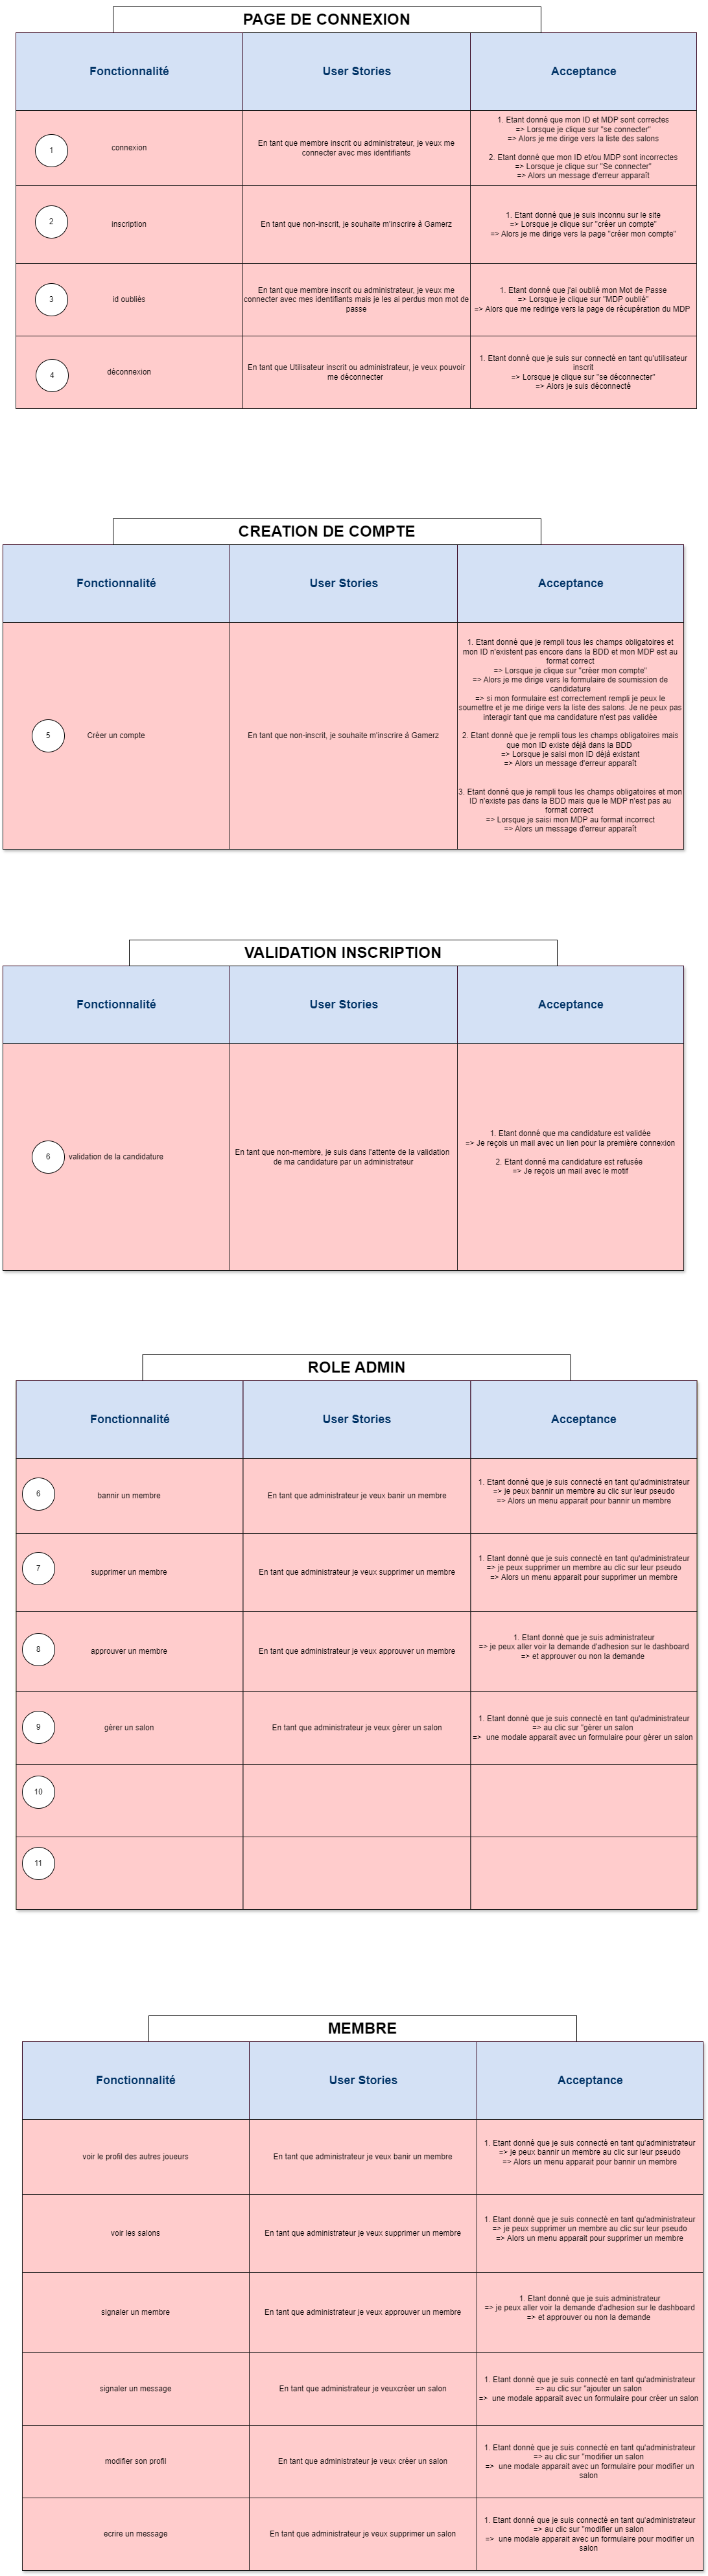 PAGE DE CONNEXION
Fonctionnalité
User Stories
Acceptance
1
connexion
En tant que membre inscrit ou administrateur, je veux me
connecter avec mes identifiants
1. Etant donné que mon ID et MDP sont correctes
=> Lorsque je clique sur "se connecter"
=> Alors je me dirige vers la liste des salons
2. Etant donné que mon ID et/ou MDP sont incorrectes
=> Lorsque je clique sur "Se connecter"
=> Alors un message d'erreur apparaît
2
inscription
En tant que non-inscrit, je souhaite m'inscrire à Gamerz
1. Etant donné que je suis inconnu sur le site
=> Lorsque je clique sur "créer un compte"
=> Alors je me dirige vers la page "créer mon compte"
3
id oubliés
En tant que membre inscrit ou administrateur, je veux me
connecter avec mes identifiants mais je les ai perdus mon mot de
passe
1. Etant donné que j'ai oublié mon Mot de Passe
=> Lorsque je clique sur "MDP oublié"
=> Alors que me redirige vers la page de récupération du MDP
4
déconnexion
En tant que Utilisateur inscrit ou administrateur, je veux pouvoir
me déconnecter
1. Etant donné que je suis sur connecté en tant qu'utilisateur
inscrit
=> Lorsque je clique sur "se déconnecter"
=> Alors je suis déconnecté
CREATION DE COMPTE
Fonctionnalité
User Stories
Acceptance
5
Créer un compte
En tant que non-inscrit, je souhaite m'inscrire à Gamerz
1. Etant donné que je rempli tous les champs obligatoires et
mon ID n'existent pas encore dans la BDD et mon MDP est au
format correct
=> Lorsque je clique sur "créer mon compte"
=> Alors je me dirige vers le formulaire de soumission de
candidature
=> si mon formulaire est correctement rempli je peux le
soumettre et je me dirige vers la liste des salons. Je ne peux pas
interagir tant que ma candidature n'est pas validée
2. Etant donné que je rempli tous les champs obligatoires mais
que mon ID existe déjà dans la BDD
=> Lorsque je saisi mon ID déjà existant
=> Alors un message d'erreur apparaît
3. Etant donné que je rempli tous les champs obligatoires et mon
ID n'existe pas dans la BDD mais que le MDP n'est pas au
format correct
=> Lorsque je saisi mon MDP au format incorrect
=> Alors un message d'erreur apparaît
VALIDATION INSCRIPTION
Fonctionnalité
User Stories
Acceptance
6
validation de la candidature
En tant que non-membre, je suis dans l'attente de la validation
de ma candidature par un administrateur
1. Etant donné que ma candidature est validée
=> Je reçois un mail avec un lien pour la première connexion
2. Etant donné ma candidature est refusée
=> Je reçois un mail avec le motif
ROLE ADMIN
Fonctionnalité
User Stories
Acceptance
6
bannir un membre
En tant que administrateur je veux banir un membre
1. Etant donné que je suis connecté en tant qu'administrateur
=> je peux bannir un membre au clic sur leur pseudo
=> Alors un menu apparait pour bannir un membre
7
supprimer un membre
En tant que administrateur je veux supprimer un membre
1. Etant donné que je suis connecté en tant qu'administrateur
=> je peux supprimer un membre au clic sur leur pseudo
=> Alors un menu apparait pour supprimer un membre
8
approuver un membre
En tant que administrateur je veux approuver un membre
1. Etant donné que je suis administrateur
=> je peux aller voir la demande d'adhesion sur le dashboard
=> et approuver ou non la demande
9
gérer un salon
En tant que administrateur je veux gérer un salon
1. Etant donné que je suis connecté en tant qu'administrateur
=> au clic sur "gérer un salon
=> une modale apparait avec un formulaire pour gérer un salon
10
11
MEMBRE
Fonctionnalité
User Stories
Acceptance
voir le profil des autres joueurs
En tant que administrateur je veux banir un membre
1. Etant donné que je suis connecté en tant qu'administrateur
=> je peux bannir un membre au clic sur leur pseudo
=> Alors un menu apparait pour bannir un membre
voir les salons
En tant que administrateur je veux supprimer un membre
1. Etant donné que je suis connecté en tant qu'administrateur
=> je peux supprimer un membre au clic sur leur pseudo
=> Alors un menu apparait pour supprimer un membre
signaler un membre
En tant que administrateur je veux approuver un membre
1. Etant donné que je suis administrateur
=> je peux aller voir la demande d'adhesion sur le dashboard
=> et approuver ou non la demande
signaler un message
En tant que administrateur je veuxcréer un salon
1. Etant donné que je suis connecté en tant qu'administrateur
=> au clic sur "ajouter un salon
=> une modale apparait avec un formulaire pour créer un salon
modifier son profil
En tant que administrateur je veux créer un salon
1. Etant donné que je suis connecté en tant qu'administrateur
=> au clic sur "modifier un salon
=> une modale apparait avec un formulaire pour modifier un
salon
ecrire un message
En tant que administrateur je veux supprimer un salon
1. Etant donné que je suis connecté en tant qu'administrateur
=> au clic sur "modifier un salon
=> une modale apparait avec un formulaire pour modifier un
salon